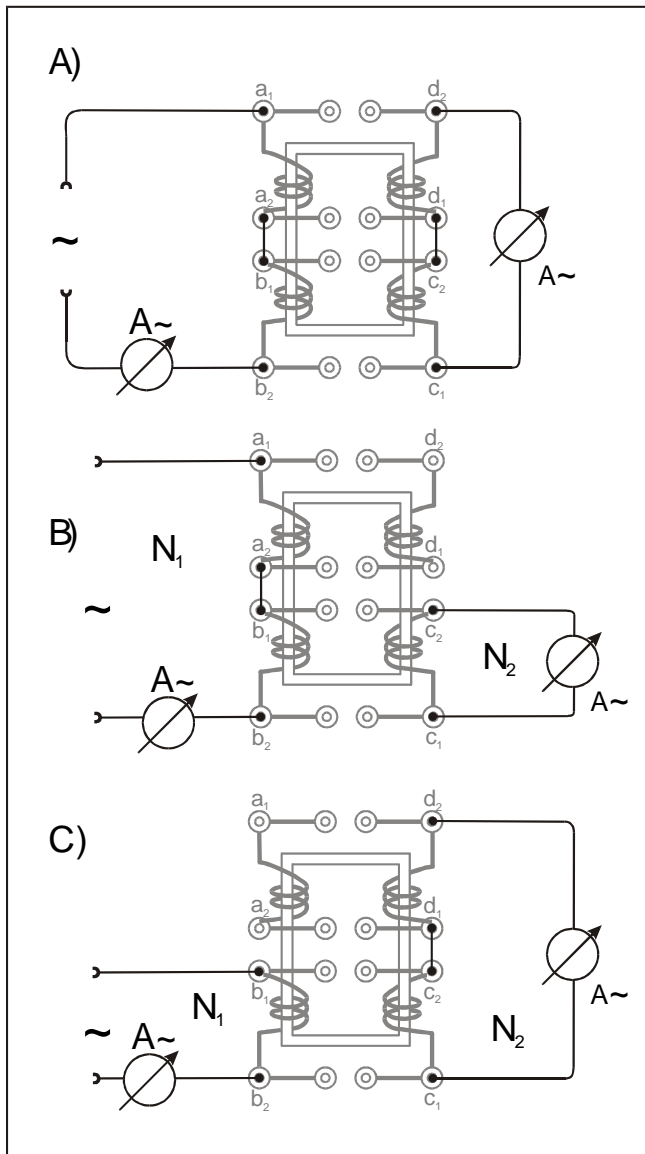 A)
a₁ d₂
a₂ d₁
~ A~
b₁ c₂
A~
b₂ c₁
a₁ d₂
B)
N₁ a₂ d₁
~ b₁ c₂
N₂
A~ A~
b₂ c₁
a₁ d₂
C)
a₂ d₁
b₁ c₂
N₁ A~
~ A~ N₂
b₂ c₁